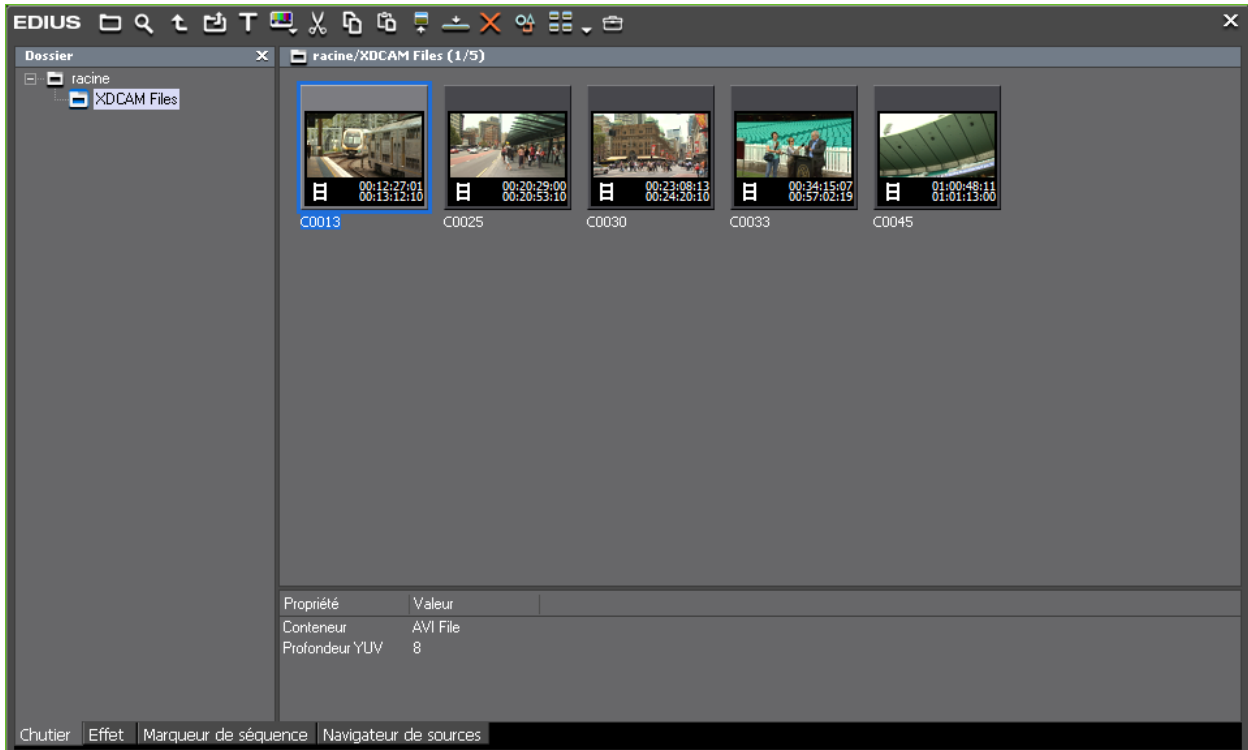 EDIUS
Dossier
racine
XDCAM Files
racine/XDCAM Files (1/5)
00:12:27:01
00:13:12:10
C0013
00:20:29:00
00:20:53:10
C0025
00:23:08:13
00:24:20:10
C0030
00:34:15:07
00:57:02:19
C0033
01:00:48:11
01:01:13:00
C0045
Propriété Valeur
Conteneur AVI File
Profondeur YUV 8
Chutier Effet Marqueur de séquence Navigateur de sources